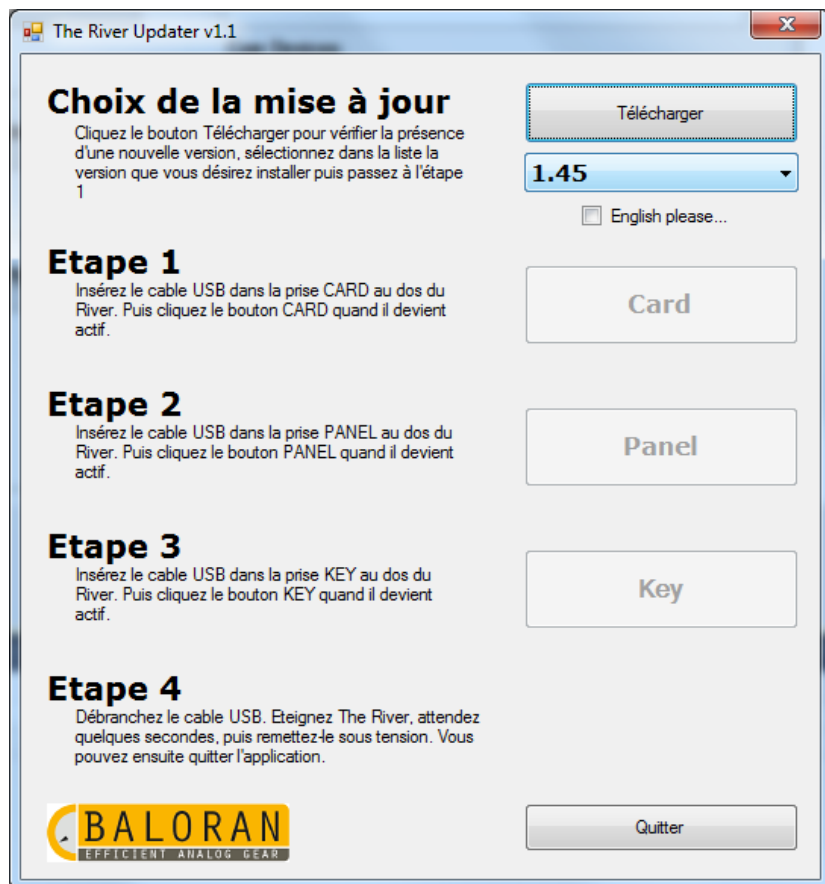 The River Updater v1.1
Choix de la mise à jour
Cliquez le bouton Télécharger pour vérifier la présence
d'une nouvelle version, sélectionnez dans la liste la
version que vous désirez installer puis passez à l'étape
1
Télécharger
1.45
English please...
Etape 1
Insérez le cable USB dans la prise CARD au dos du
River. Puis cliquez le bouton CARD quand il devient
actif.
Card
Etape 2
Insérez le cable USB dans la prise PANEL au dos du
River. Puis cliquez le bouton PANEL quand il devient
actif.
Panel
Etape 3
Insérez le cable USB dans la prise KEY au dos du
River. Puis cliquez le bouton KEY quand il devient
actif.
Key
Etape 4
Débranchez le cable USB. Eteignez The River, attendez
quelques secondes, puis remettez-le sous tension. Vous
pouvez ensuite quitter l'application.
BALORAN
EFFICIENT ANALOG GEAR
Quitter